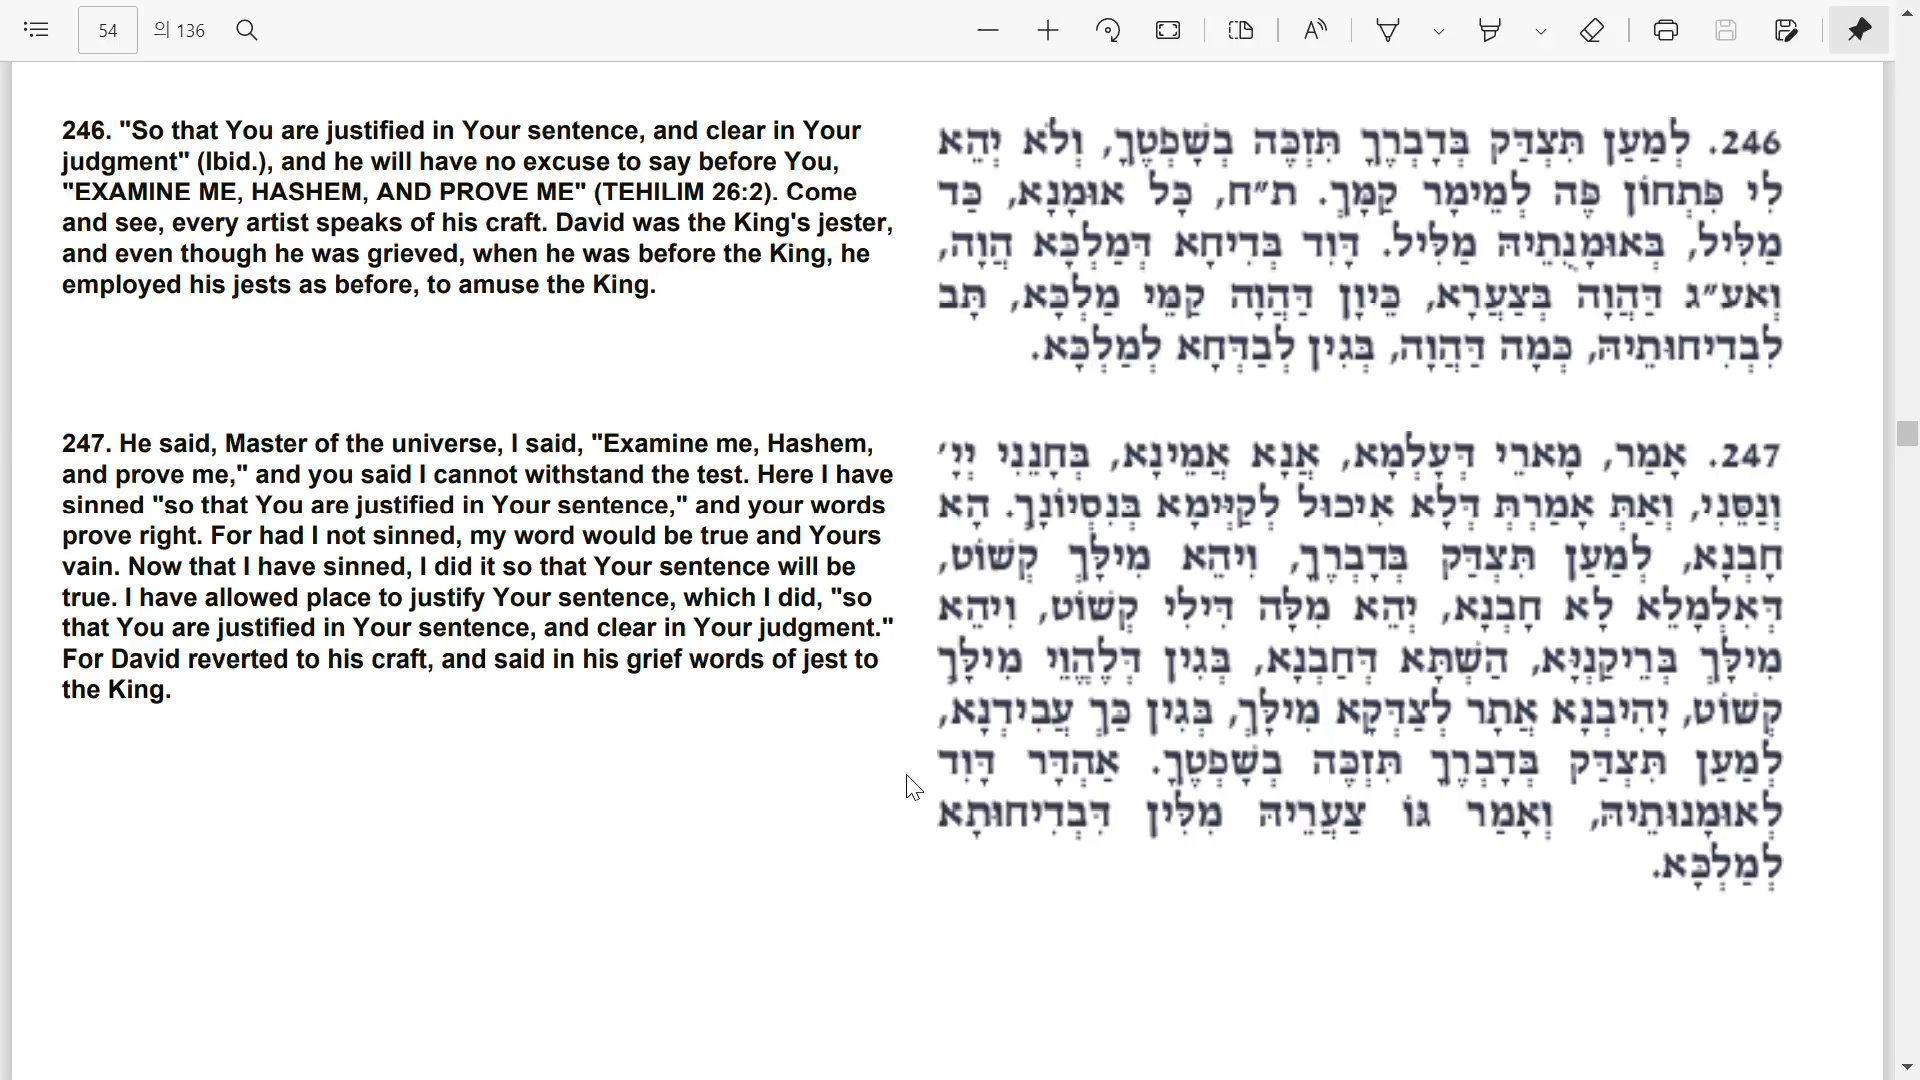 54 의 136
246. "So that You are justified in Your sentence, and clear in Your
judgment" (Ibid.), and he will have no excuse to say before You,
"EXAMINE ME, HASHEM, AND PROVE ME" (TEHILIM 26:2). Come
and see, every artist speaks of his craft. David was the King's jester,
and even though he was grieved, when he was before the King, he
employed his jests as before, to amuse the King.
246. לְמַעַן תִּצְדַּק בְּדָבְרֶךָ תִּזְכֶּה בְשָׁפְטֶךָ, וְלֹא יְהֵא
לִי פִּתְחוֹן פֶּה לְמֵימָר קַמָּךְ. ת״ח, כָּל אוּמָנָא, כַּד
מַלִּיל, בְּאוּמָנֻתֵיהּ מַלִּיל. דָּוִד בְּדִיחָא דְּמַלְכָּא הֲוָה,
וְאע״ג דַּהֲוָה בְּצַעֲרָא, כֵּיוָן דַּהֲוָה קַמֵּי מַלְכָּא, תָּב
לִבְדִיחוּתֵיהּ, כְּמָה דַּהֲוָה, בְּגִין לְבַדְּחָא לְמַלְכָּא.
247. He said, Master of the universe, I said, "Examine me, Hashem,
and prove me," and you said I cannot withstand the test. Here I have
sinned "so that You are justified in Your sentence," and your words
prove right. For had I not sinned, my word would be true and Yours
vain. Now that I have sinned, I did it so that Your sentence will be
true. I have allowed place to justify Your sentence, which I did, "so
that You are justified in Your sentence, and clear in Your judgment."
For David reverted to his craft, and said in his grief words of jest to
the King.
247. אָמַר, מָארֵי דְּעָלְמָא, אֲנָא אֲמֵינָא, בְּחָנֵנִי יְיָ׳
וְנַסֵּנִי, וְאַתְּ אָמַרְתְּ דְּלָא אִיכוּל לְקַיְּימָא בְּנִסְיוֹנָךְ. הָא
חָבְנָא, לְמַעַן תִּצְדַּק בְּדָבְרֶךָ, וִיהֵא מִילָּךְ קְשׁוֹט,
דְּאִלְמָלֵא לָא חָבְנָא, יְהֵא מִלָּה דִּילִי קְשׁוֹט, וִיהֵא
מִילָּךְ בְּרֵיקַנְיָּא, הַשְׁתָּא דְּחַבְנָא, בְּגִין דְּלֶהֱוֵי מִילָּךְ
קְשׁוֹט, יָהִיבְנָא אֲתָר לְצַדְּקָא מִילָּךְ, בְּגִין כַּךְ עֲבִידְנָא,
לְמַעַן תִּצְדַּק בְּדָבְרֶךָ תִּזְכֶּה בְשָׁפְטֶךָ. אַהְדָּר דָּוִד
לְאוּמָנוּתֵיהּ, וְאָמַר גּוֹ צַעֲרֵיהּ מִלִּין דִּבְדִיחוּתָא
לְמַלְכָּא.